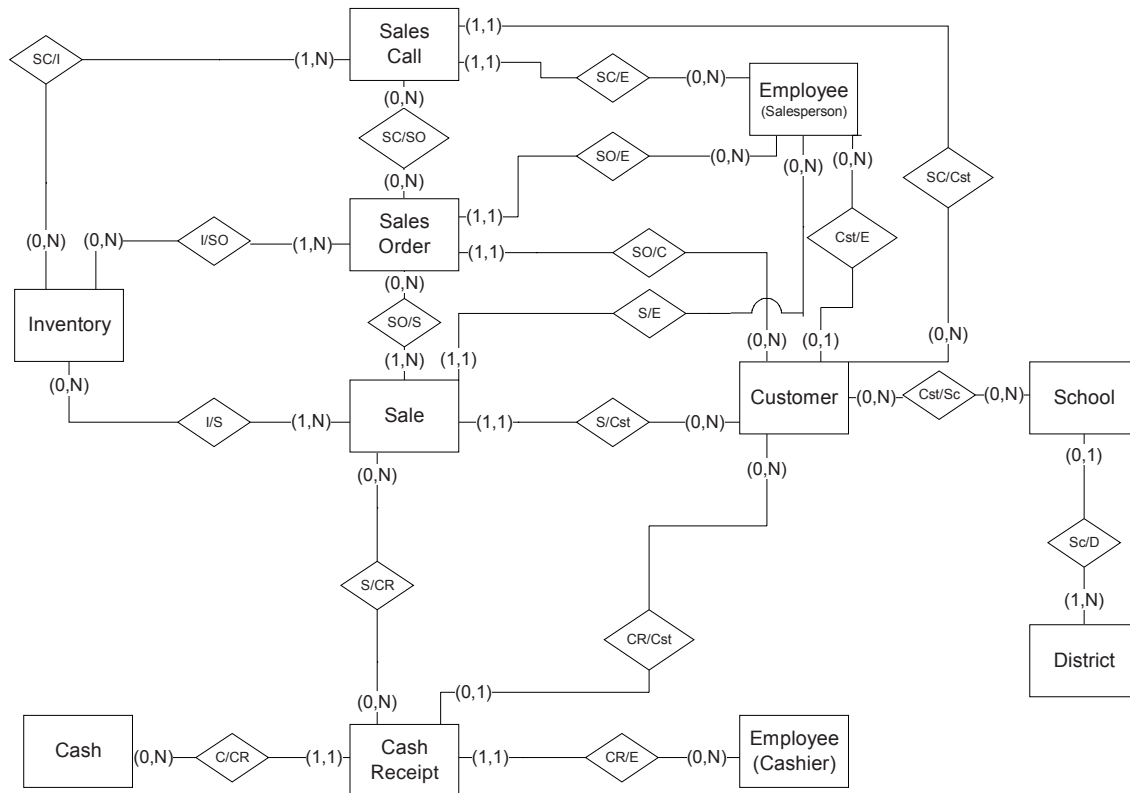 (1,1)
Sales
Call
SC/I
(1,N)
(1,1)
SC/E
(0,N)
Employee
(Salesperson)
(0,N)
SC/SO
SO/E
(0,N)
(0,N)
(0,N)
SC/Cst
(0,N)
(1,1)
Sales
Order
(0,N)
(0,N)
I/SO
(1,N)
(1,1)
SO/C
Cst/E
(0,N)
Inventory
SO/S
S/E
(0,N)
(0,1)
(0,N)
(1,N)
(1,1)
(0,N)
Sale
Customer
(0,N)
Cst/Sc
(0,N)
School
I/S
(1,N)
(1,1)
S/Cst
(0,N)
(0,N)
(0,N)
(0,1)
Sc/D
S/CR
(1,N)
CR/Cst
District
(0,N)
(0,1)
Cash
(0,N)
C/CR
(1,1)
Cash
Receipt
(1,1)
CR/E
(0,N)
Employee
(Cashier)